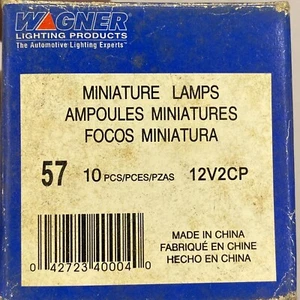 WAGNER
LIGHTING PRODUCTS
The Automotive Lighting Experts™
MINIATURE LAMPS
AMPOULES MINIATURES
FOCOS MINIATURA
57 10 PCS/PCES/PZAS 12V2CP
MADE IN CHINA
FABRIQUÉ EN CHINE
HECHO EN CHINA
0 42723 40004 0